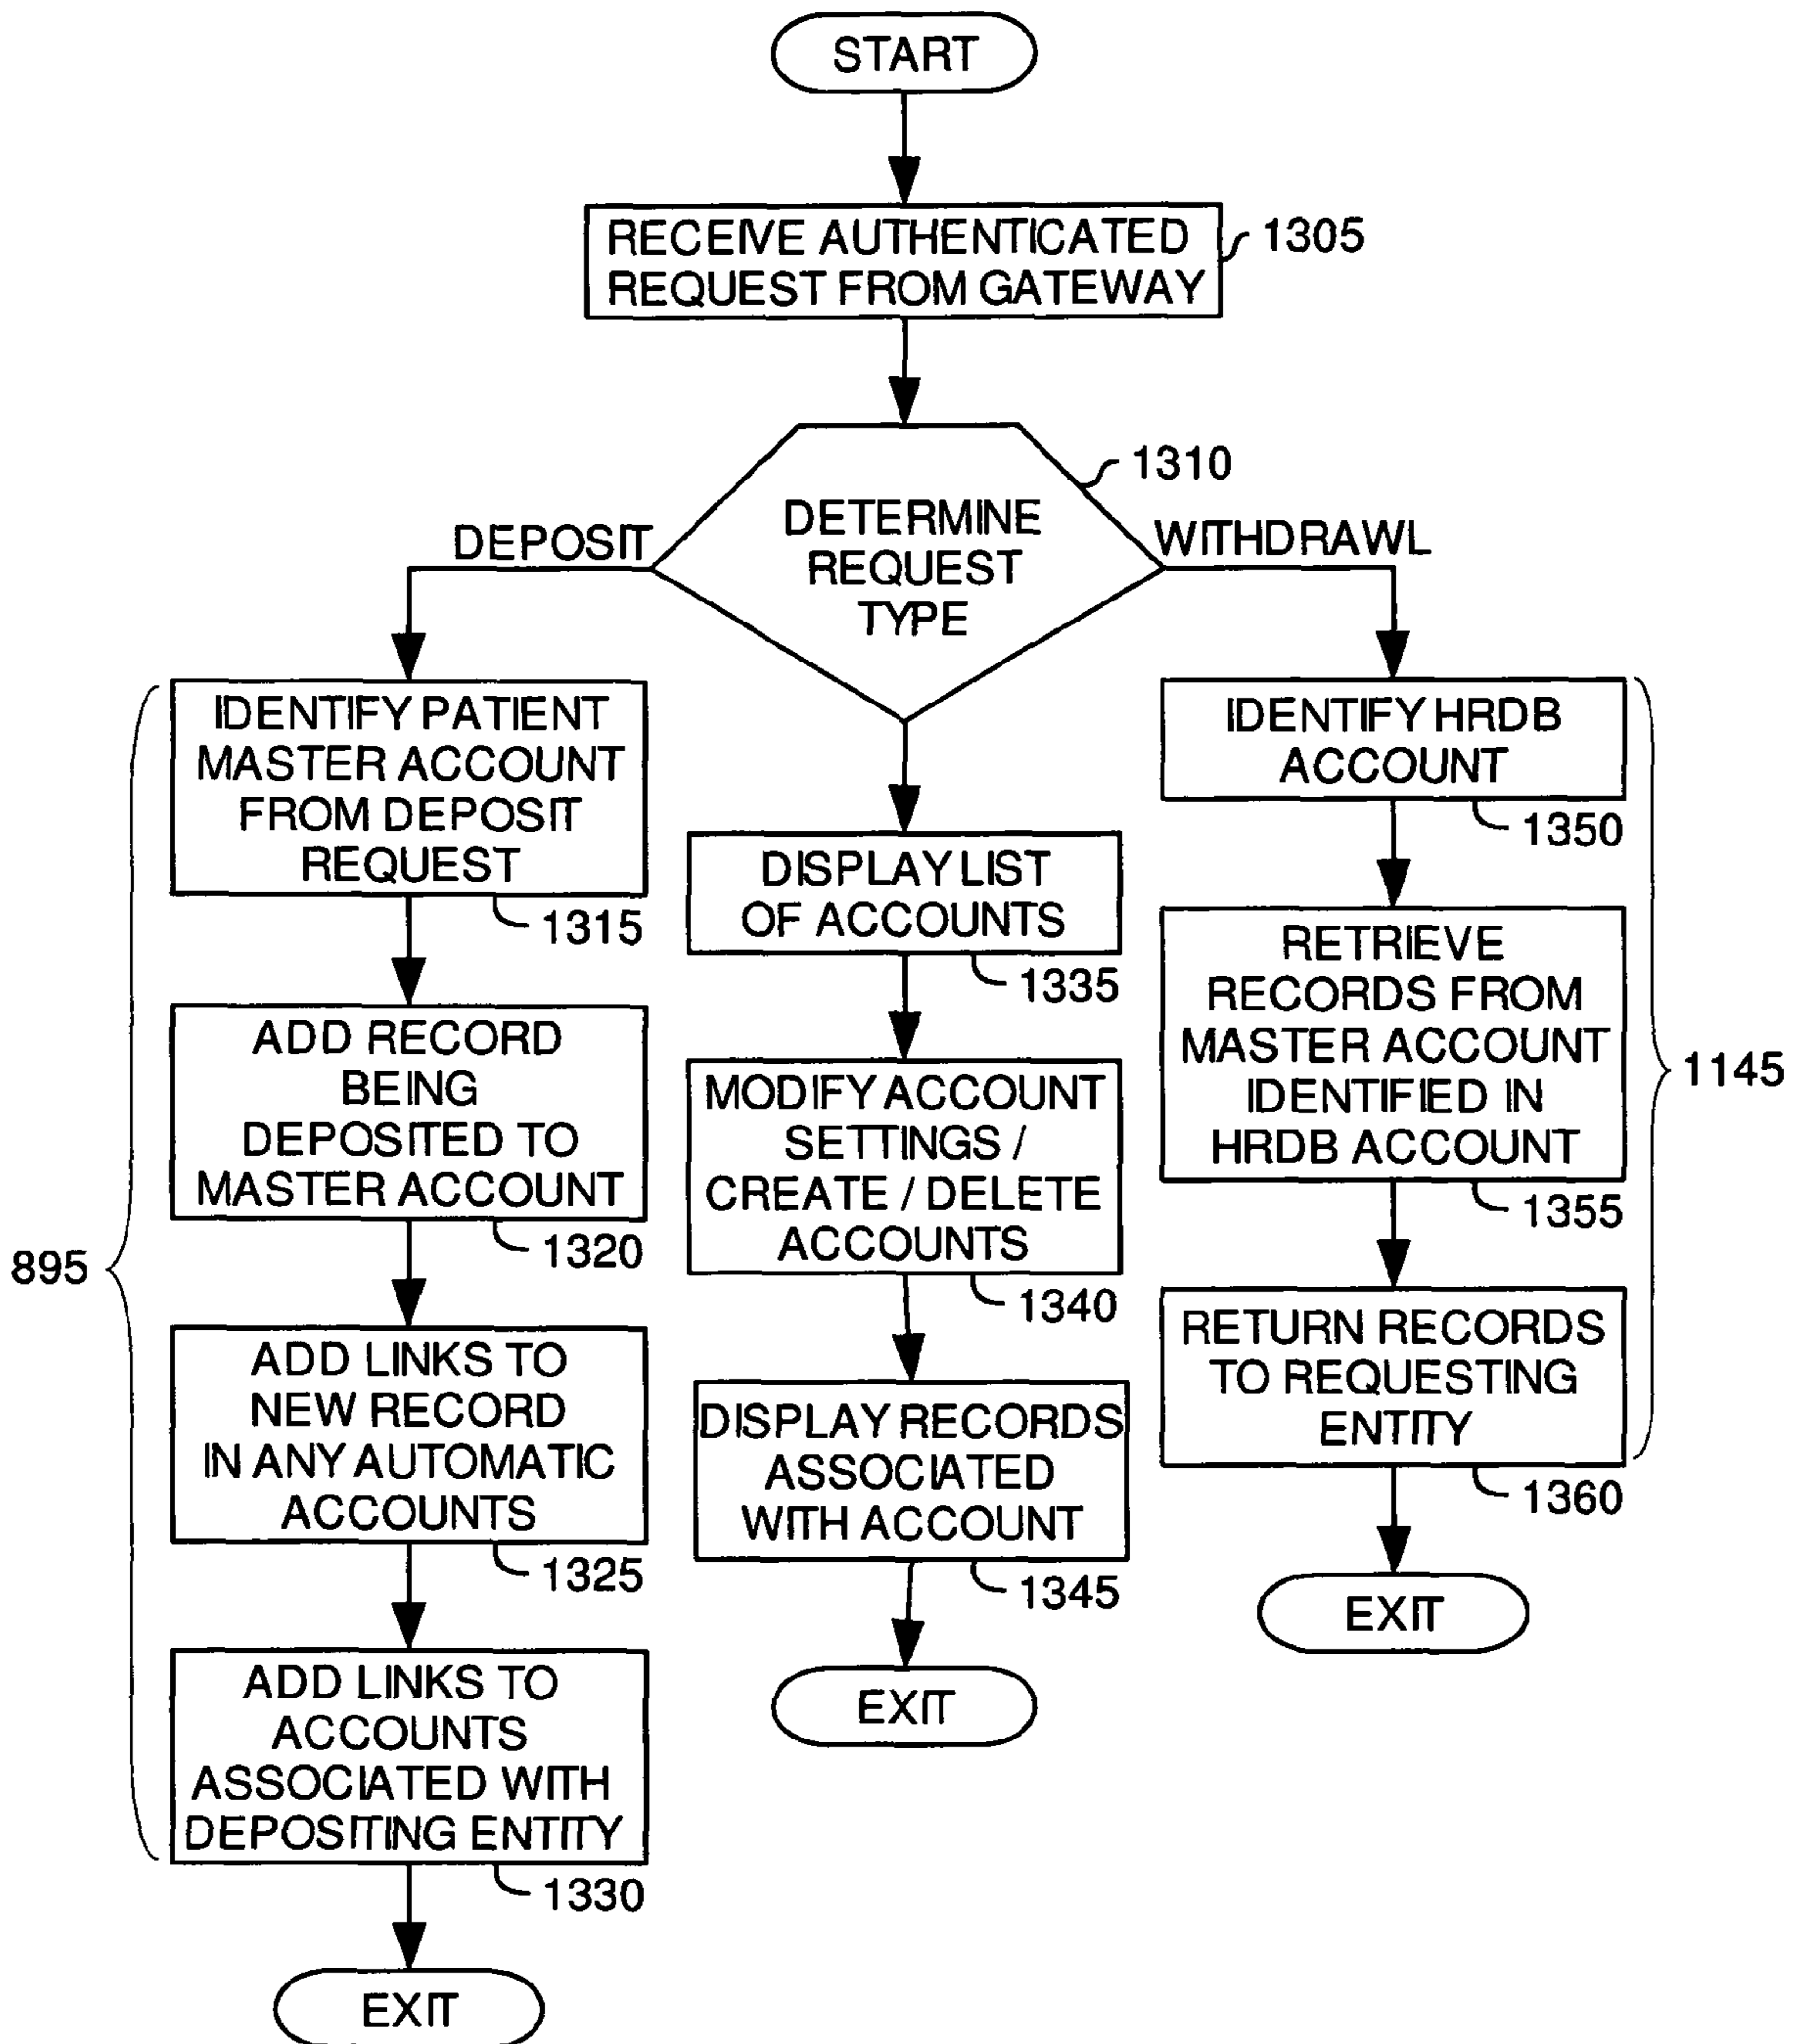 START
RECEIVE AUTHENTICATED
REQUEST FROM GATEWAY
1305
1310
DETERMINE
REQUEST
TYPE
DEPOSIT
WITHDRAWL
895
IDENTIFY PATIENT
MASTER ACCOUNT
FROM DEPOSIT
REQUEST
1315
ADD RECORD
BEING
DEPOSITED TO
MASTER ACCOUNT
1320
ADD LINKS TO
NEW RECORD
IN ANY AUTOMATIC
ACCOUNTS
1325
ADD LINKS TO
ACCOUNTS
ASSOCIATED WITH
DEPOSITING ENTITY
1330
EXIT
DISPLAY LIST
OF ACCOUNTS
1335
MODIFY ACCOUNT
SETTINGS /
CREATE / DELETE
ACCOUNTS
1340
DISPLAY RECORDS
ASSOCIATED
WITH ACCOUNT
1345
EXIT
IDENTIFY HRDB
ACCOUNT
1350
RETRIEVE
RECORDS FROM
MASTER ACCOUNT
IDENTIFIED IN
HRDB ACCOUNT
1355
RETURN RECORDS
TO REQUESTING
ENTITY
1360
EXIT
1145